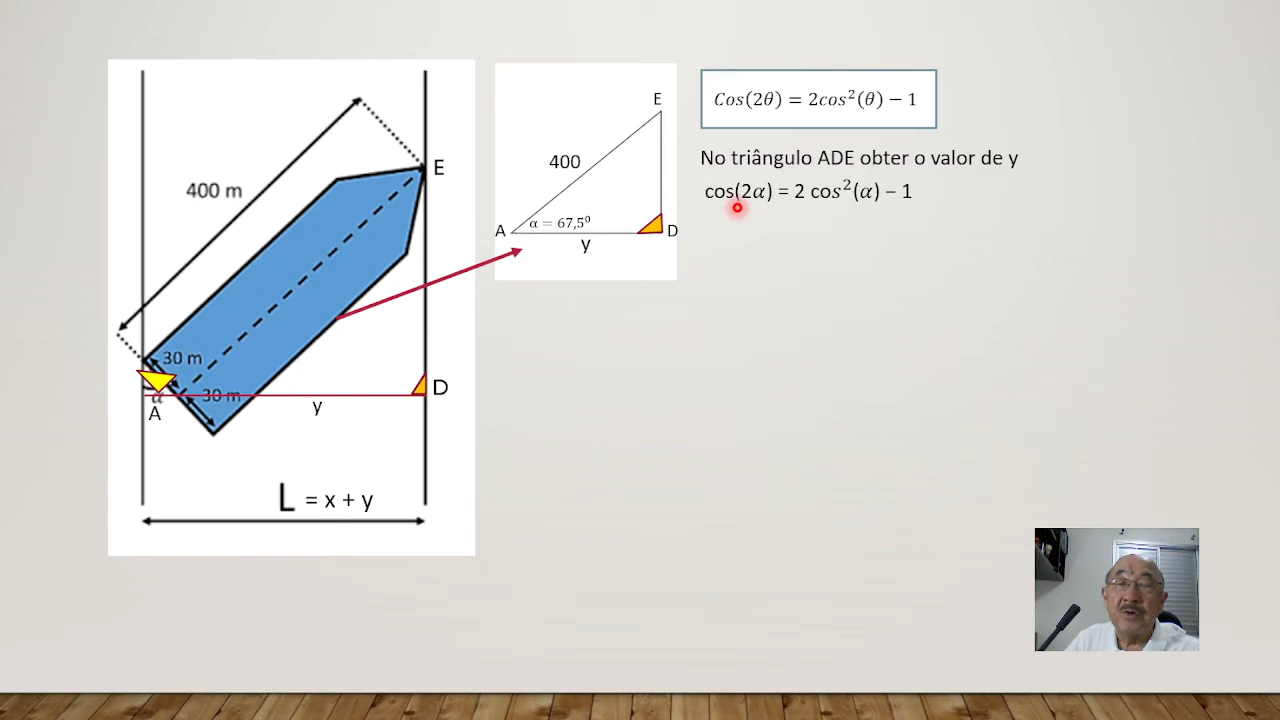 400 m
E
30 m
30 m
α
A
D
y
L = x + y
E
400
A
α = 67,5⁰
D
y
Cos(2θ) = 2cos²(θ) − 1
No triângulo ADE obter o valor de y
cos(2α) = 2 cos²(α) − 1